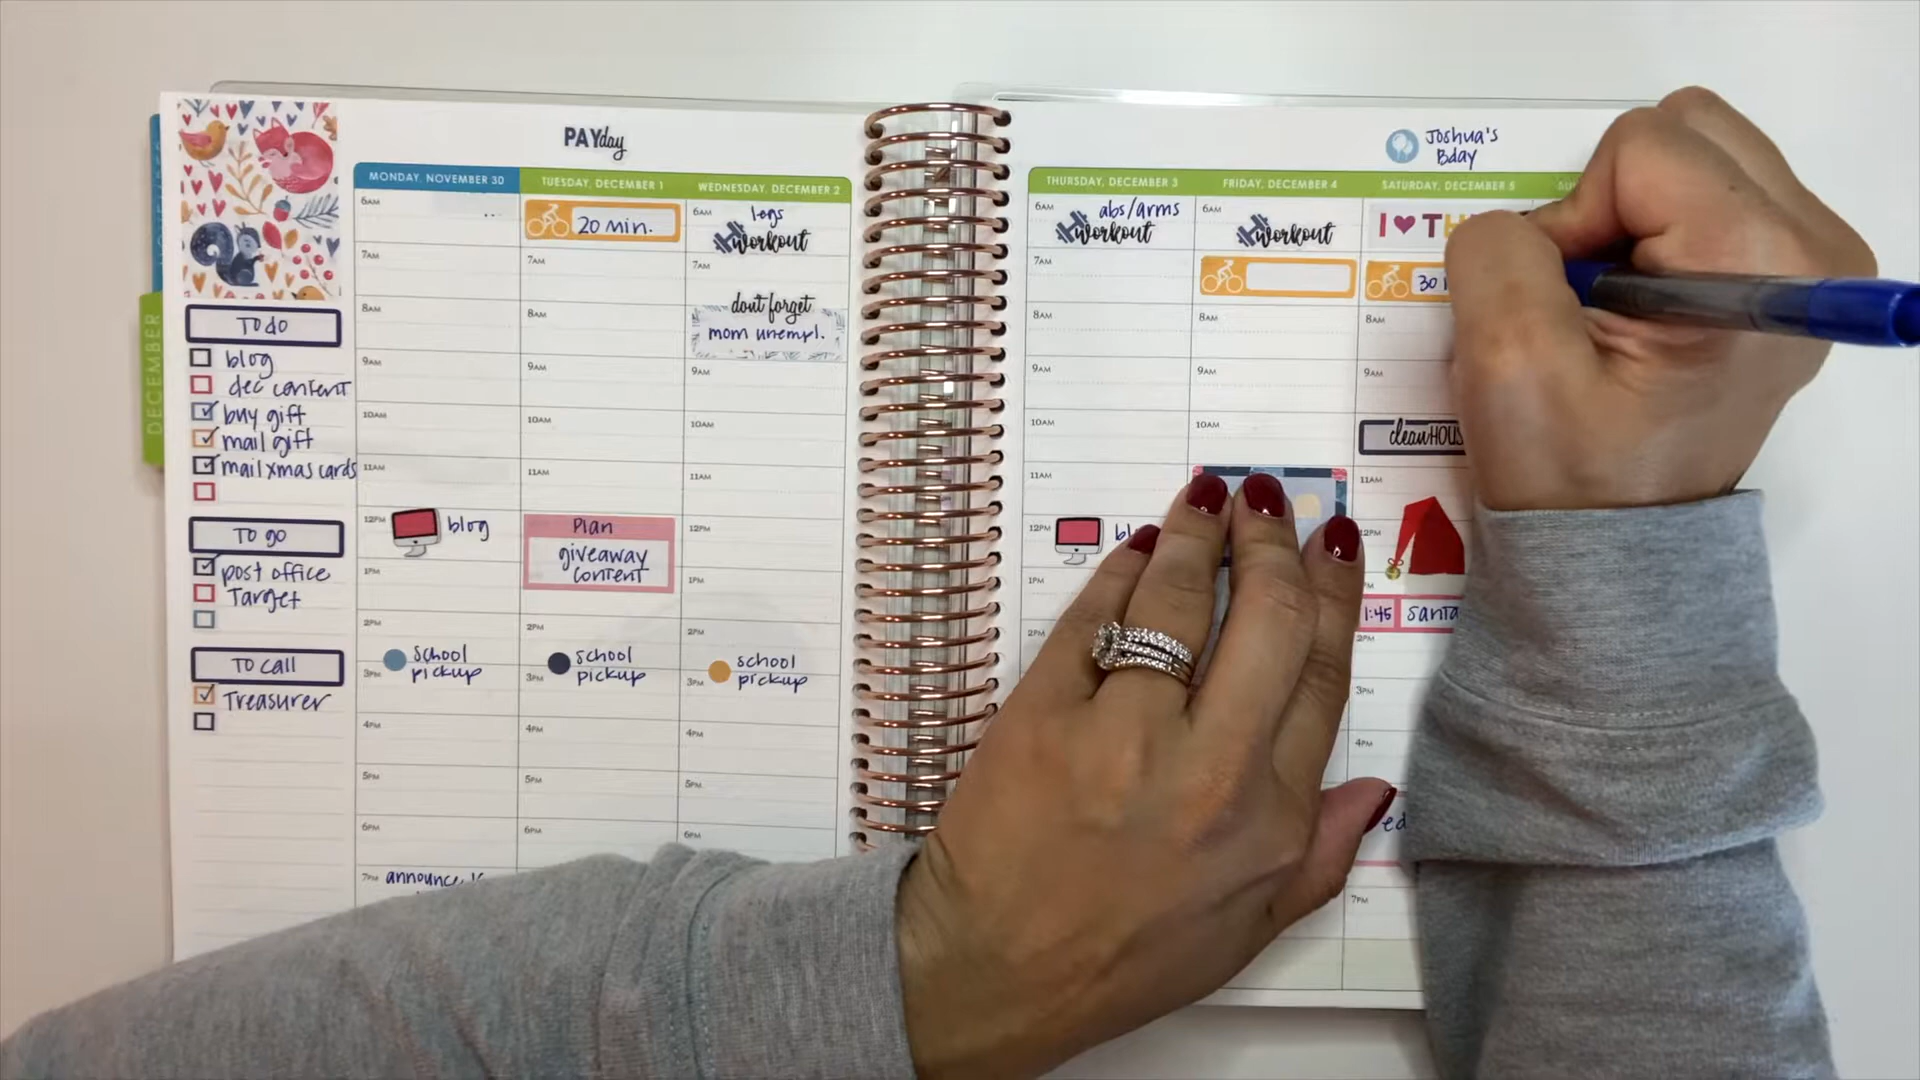 PAYday
Joshua's
Bday
DECEMBER
MONDAY, NOVEMBER 30
TUESDAY, DECEMBER 1
WEDNESDAY, DECEMBER 2
THURSDAY, DECEMBER 3
FRIDAY, DECEMBER 4
SATURDAY, DECEMBER 5
To do
blog
dec content
buy gift
mail gift
mail xmas cards
To go
post office
Target
To call
Treasurer
6AM
7AM
8AM
9AM
10AM
11AM
12PM
blog
1PM
2PM
school
pickup
3PM
4PM
5PM
6PM
7PM
20 min.
7AM
8AM
9AM
10AM
11AM
Plan
giveaway
content
2PM
school
pickup
3PM
4PM
5PM
6PM
6AM
legs
workout
7AM
dont forget
mom unempl.
9AM
10AM
11AM
12PM
1PM
2PM
school
pickup
3PM
4PM
5PM
6PM
6AM
abs/arms
workout
7AM
8AM
9AM
10AM
11AM
12PM
1PM
2PM
6AM
workout
8AM
9AM
10AM
I
30
8AM
9AM
clean
11AM
1:45
santa
2PM
3PM
4PM
7PM